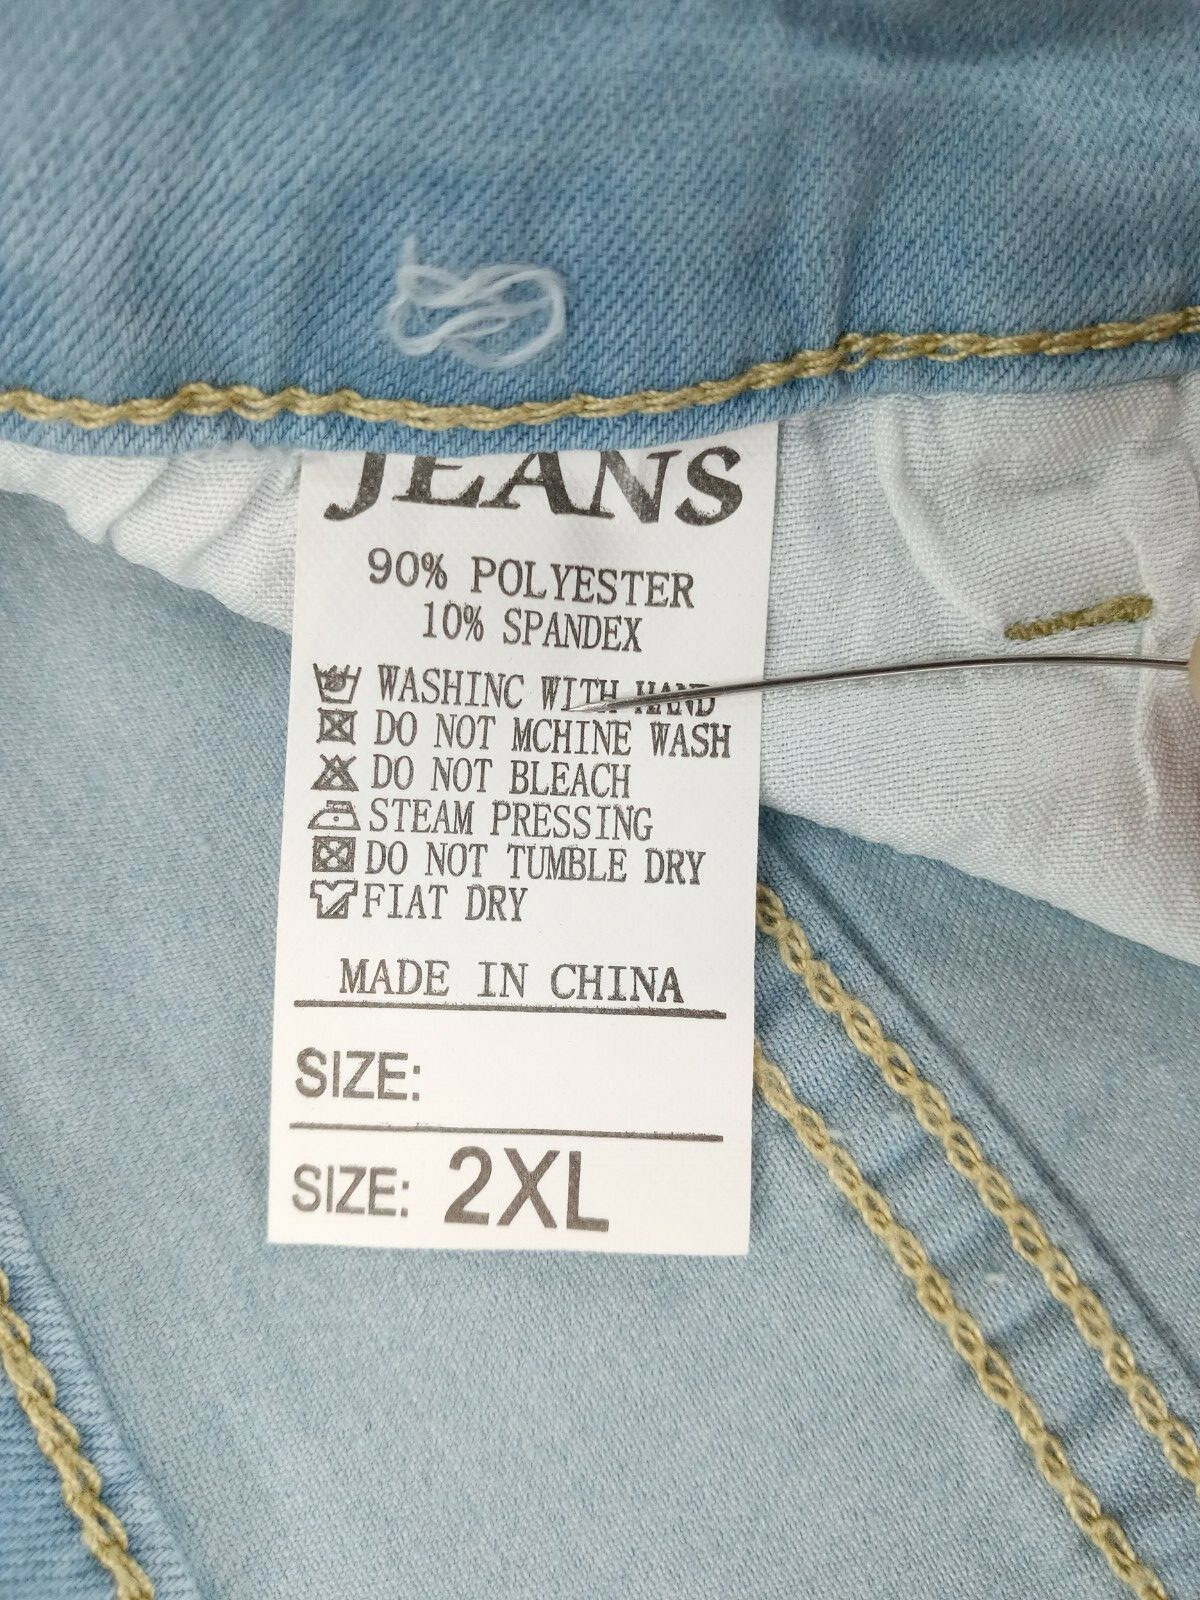 JEANS
90% POLYESTER
10% SPANDEX
WASHINC WITH HAND
DO NOT MCHINE WASH
DO NOT BLEACH
STEAM PRESSING
DO NOT TUMBLE DRY
FIAT DRY
MADE IN CHINA
SIZE:
SIZE: 2XL